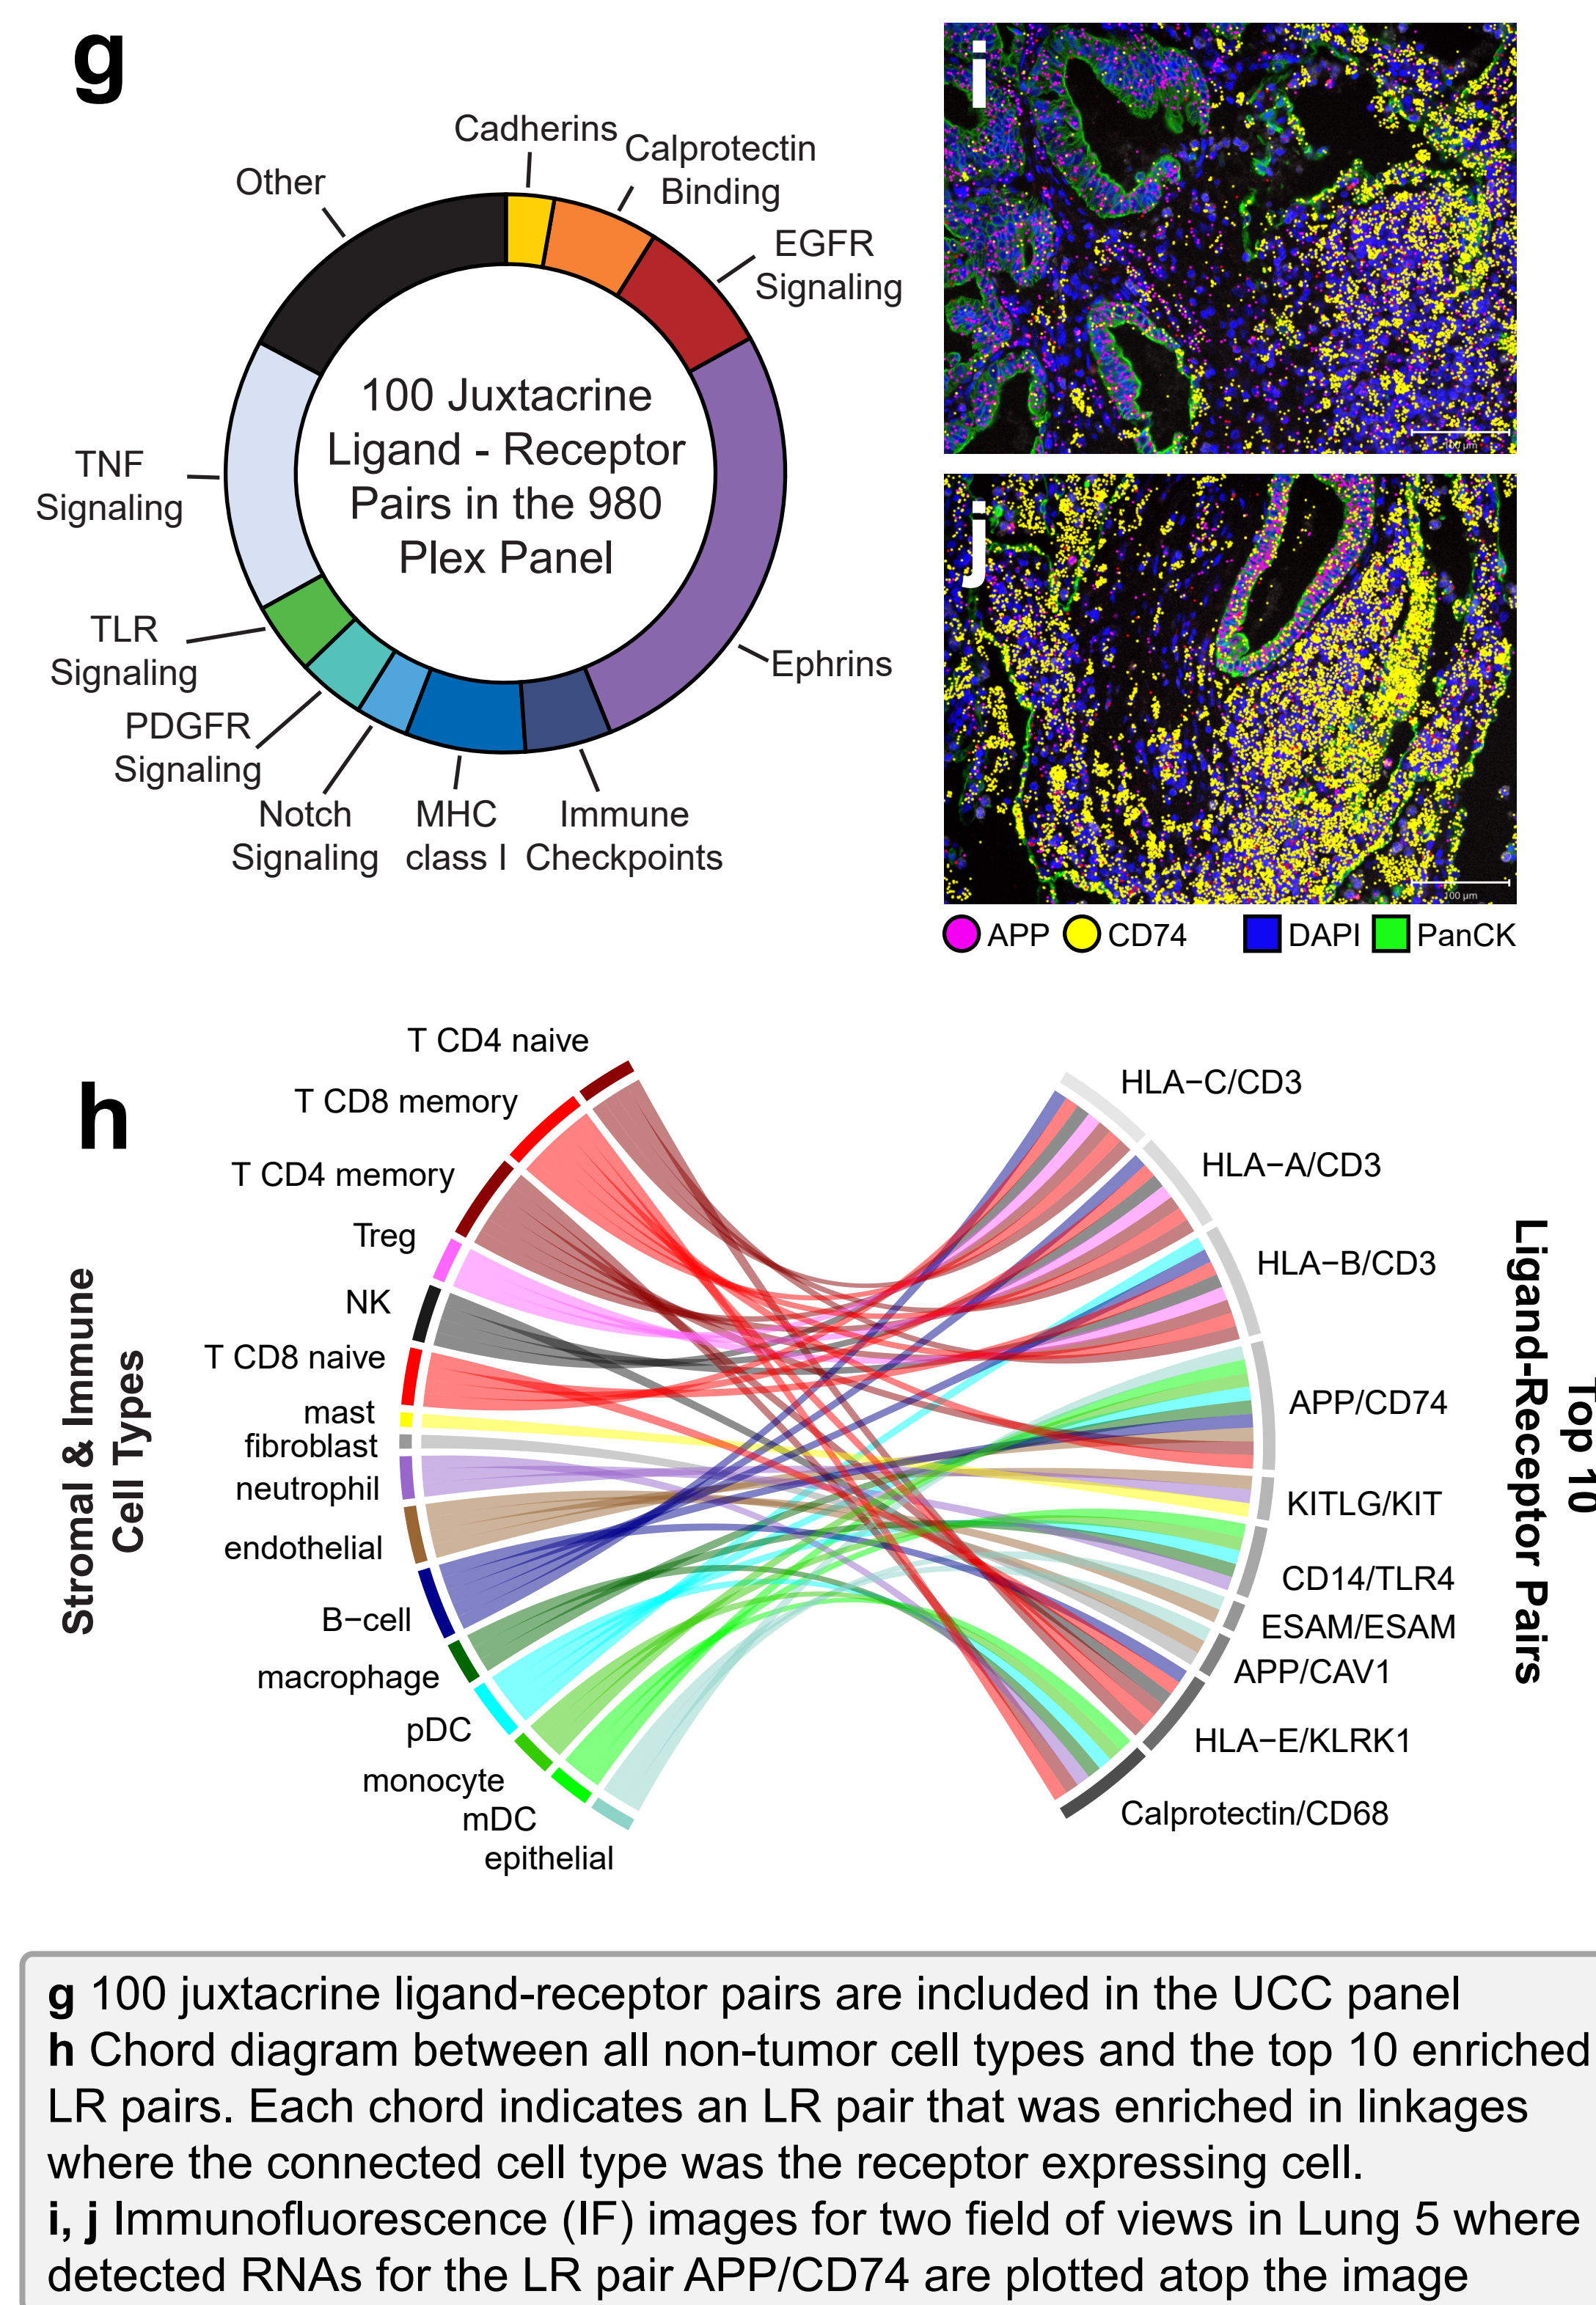 g
Cadherins
Calprotectin
Binding
EGFR
Signaling
Ephrins
Immune
Checkpoints
MHC
class I
Notch
Signaling
PDGFR
Signaling
TLR
Signaling
TNF
Signaling
Other
100 Juxtacrine
Ligand - Receptor
Pairs in the 980
Plex Panel
i
100 µm
j
100 µm
APP
CD74
DAPI
PanCK
h
Stromal & Immune
Cell Types
T CD4 naive
T CD8 memory
T CD4 memory
Treg
NK
T CD8 naive
mast
fibroblast
neutrophil
endothelial
B−cell
macrophage
pDC
monocyte
mDC
epithelial
HLA−C/CD3
HLA−A/CD3
HLA−B/CD3
APP/CD74
KITLG/KIT
CD14/TLR4
ESAM/ESAM
APP/CAV1
HLA−E/KLRK1
Calprotectin/CD68
Top 10
Ligand-Receptor Pairs
g 100 juxtacrine ligand-receptor pairs are included in the UCC panel
h Chord diagram between all non-tumor cell types and the top 10 enriched
LR pairs. Each chord indicates an LR pair that was enriched in linkages
where the connected cell type was the receptor expressing cell.
i, j Immunofluorescence (IF) images for two field of views in Lung 5 where
detected RNAs for the LR pair APP/CD74 are plotted atop the image